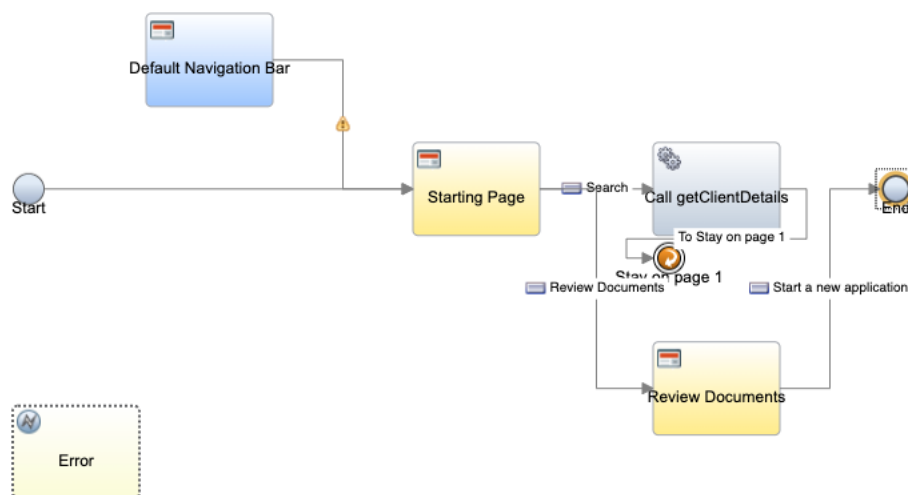 Default Navigation Bar
Start
Starting Page
Search
Call getClientDetails
End
To Stay on page 1
Stay on page 1
Review Documents
Start a new application
Review Documents
Error